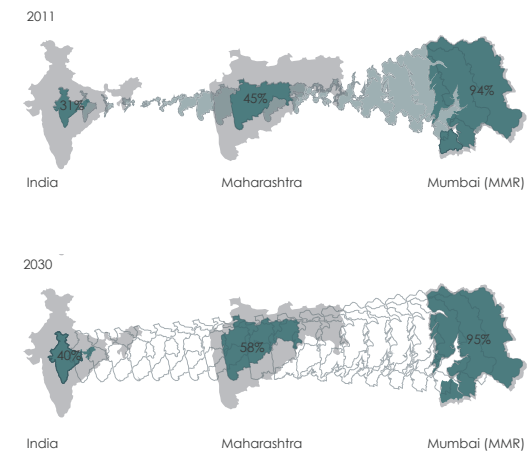 2011
31%
45%
94%
India
Maharashtra
Mumbai (MMR)
2030
40%
58%
95%
India
Maharashtra
Mumbai (MMR)